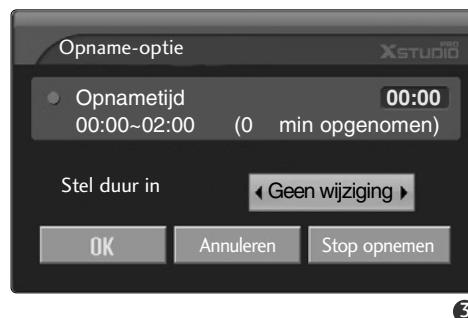 Opname-optie
XSTUDIO PRO
Opnametijd 00:00
00:00~02:00 (0 min opgenomen)
Stel duur in Geen wijziging
OK Annuleren Stop opnemen
3